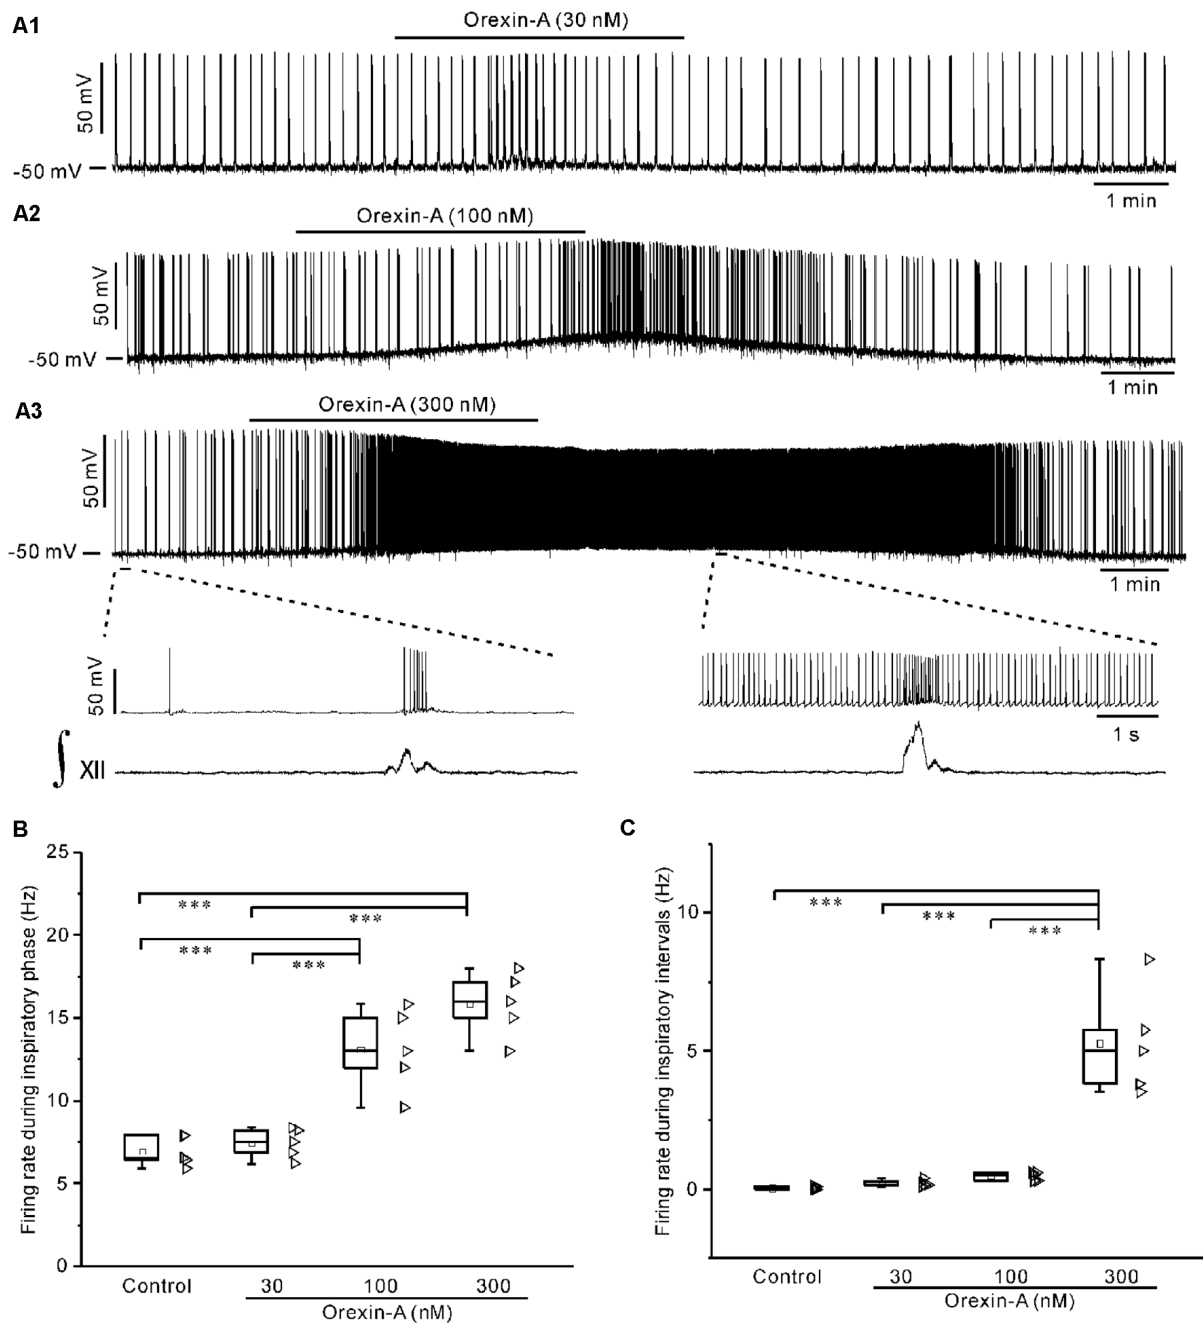 A1
Orexin-A (30 nM)
50 mV
-50 mV
1 min
A2
Orexin-A (100 nM)
50 mV
-50 mV
1 min
A3
Orexin-A (300 nM)
50 mV
-50 mV
1 min
50 mV
1 s
∫ XII
B
Firing rate during inspiratory phase (Hz)
25
20
15
10
5
0
***
***
***
***
Control
30
100
300
Orexin-A (nM)
C
Firing rate during inspiratory intervals (Hz)
10
5
0
***
***
***
Control
30
100
300
Orexin-A (nM)